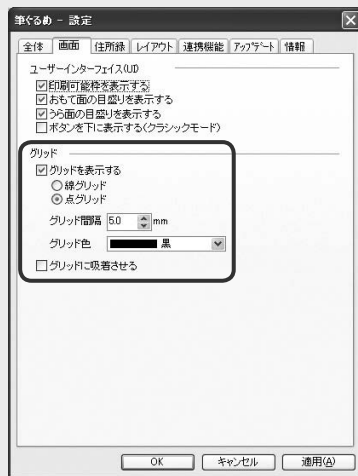 筆ぐるめ - 設定
全体 画面 住所録 レイアウト 連携機能 アップデート 情報
ユーザーインターフェイス(UI)
印刷可能枠を表示する
おもて面の目盛りを表示する
うら面の目盛りを表示する
ボタンを下に表示する(クラシックモード)
グリッド
グリッドを表示する
線グリッド
点グリッド
グリッド間隔 5.0 mm
グリッド色 黒
グリッドに吸着させる
OK キャンセル 適用(A)